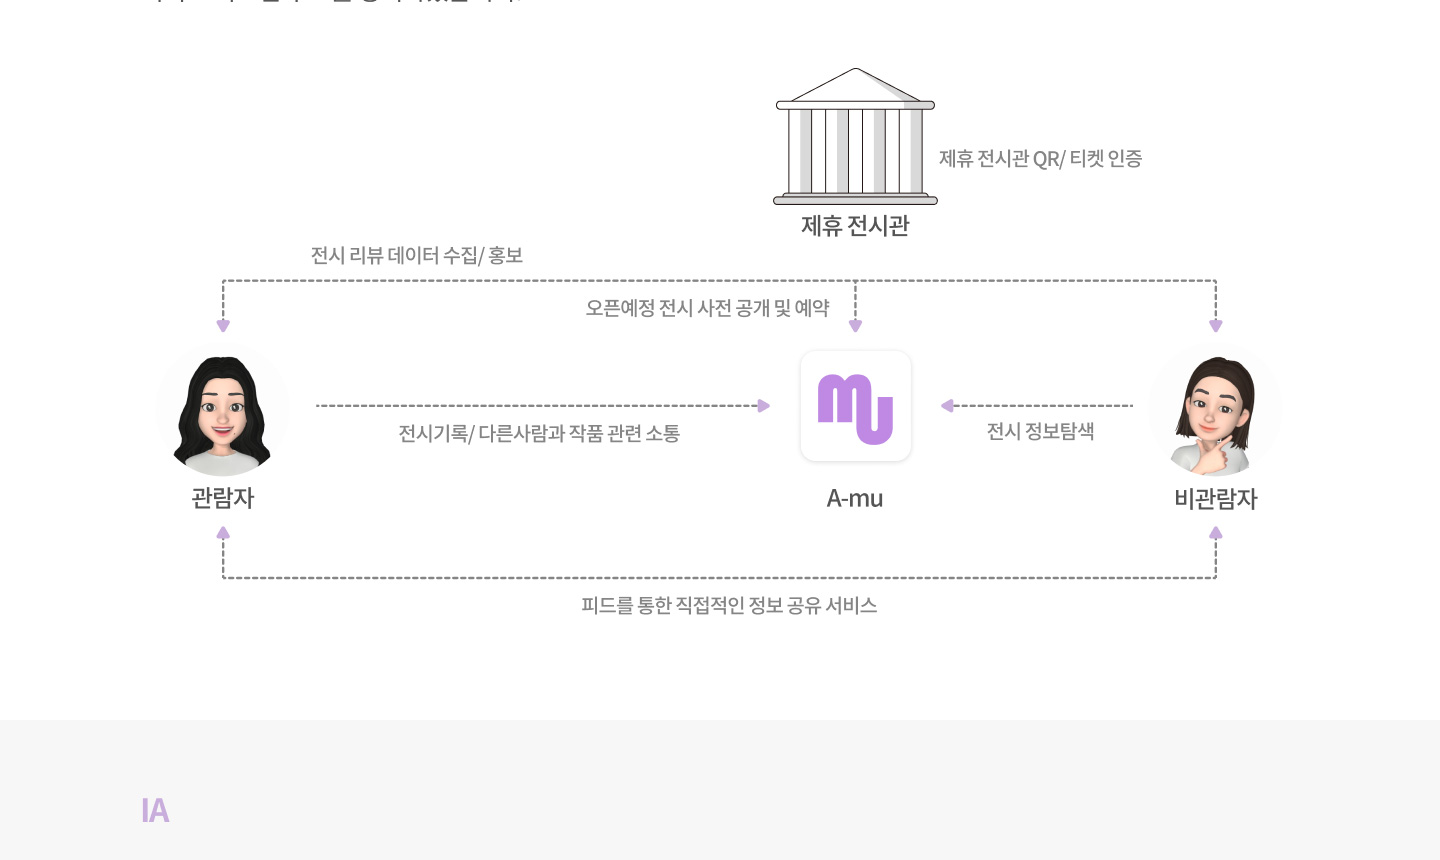 제휴 전시관 QR/ 티켓 인증
제휴 전시관
전시 리뷰 데이터 수집/ 홍보
오픈예정 전시 사전 공개 및 예약
mu
전시기록/ 다른사람과 작품 관련 소통
전시 정보탐색
관람자
A-mu
비관람자
피드를 통한 직접적인 정보 공유 서비스
IA